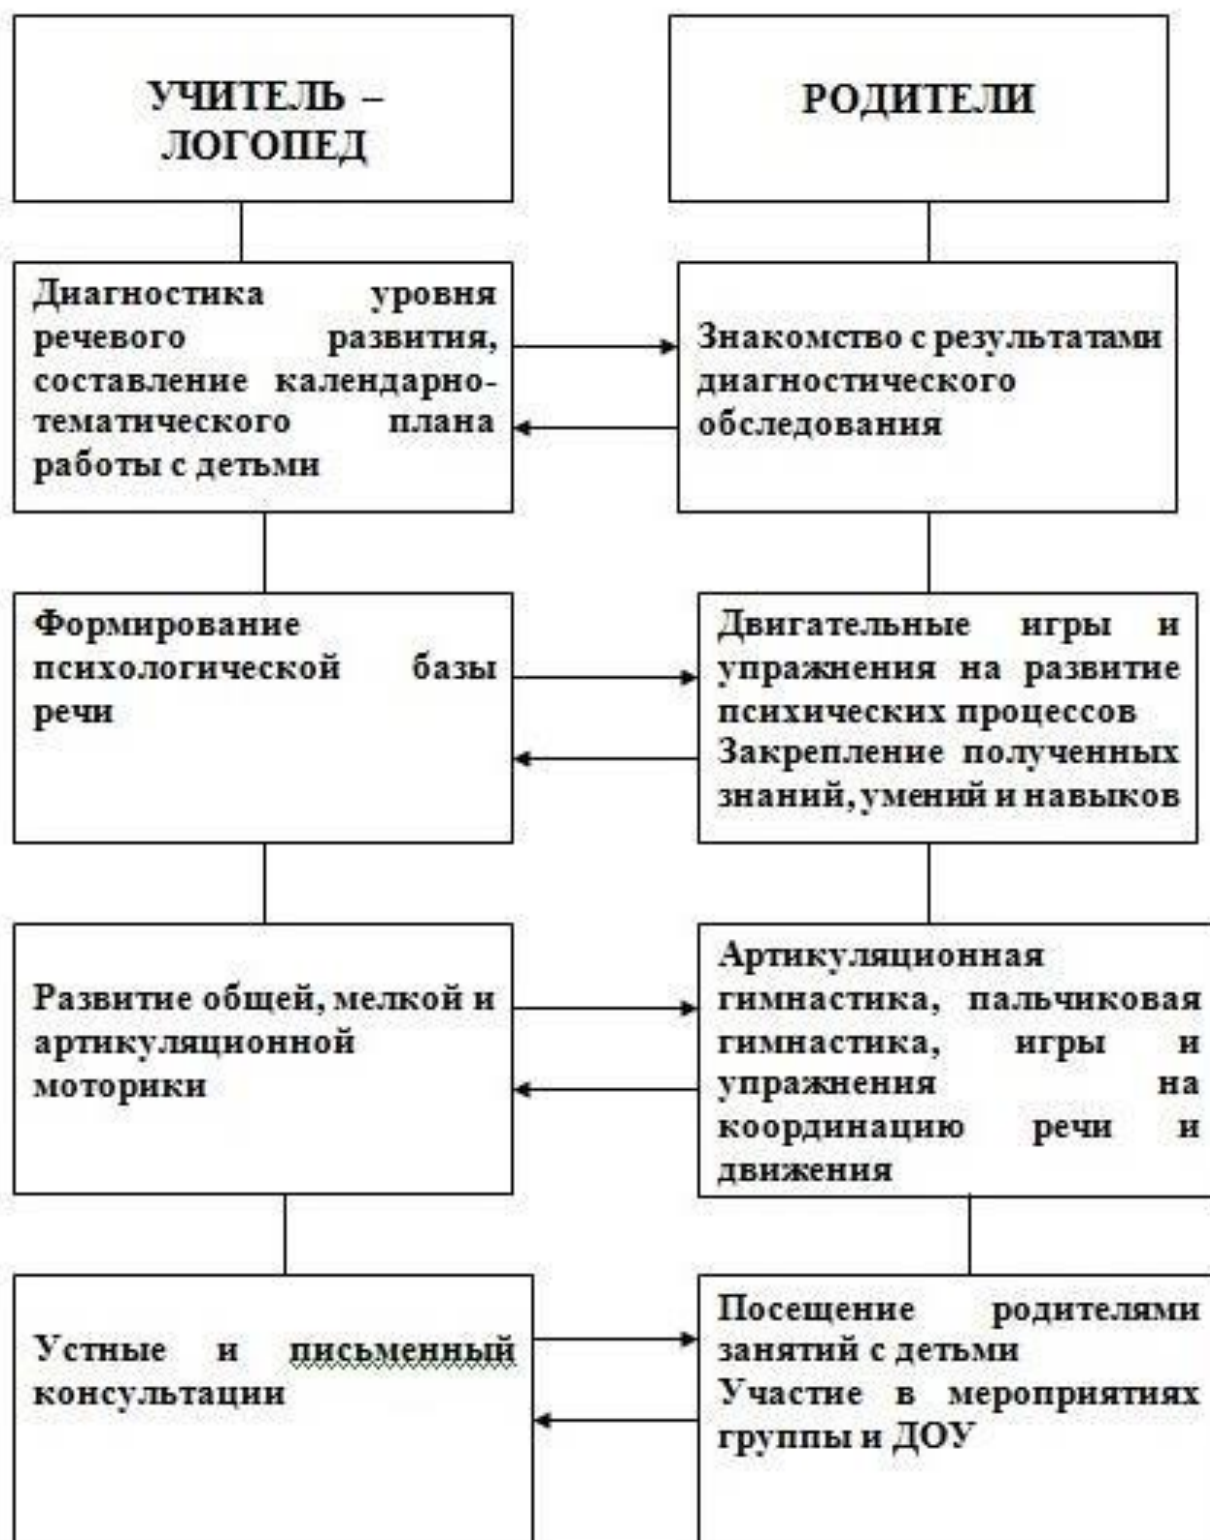 УЧИТЕЛЬ –
ЛОГОПЕД
РОДИТЕЛИ
Диагностика уровня
речевого развития,
составление календарно-
тематического плана
работы с детьми
Знакомство с результатами
диагностического
обследования
Формирование
психологической базы
речи
Двигательные игры и
упражнения на развитие
психических процессов
Закрепление полученных
знаний, умений и навыков
Развитие общей, мелкой и
артикуляционной
моторики
Артикуляционная
гимнастика, пальчиковая
гимнастика, игры и
упражнения на
координацию речи и
движения
Устные и письменный
консультации
Посещение родителями
занятий с детьми
Участие в мероприятиях
группы и ДОУ